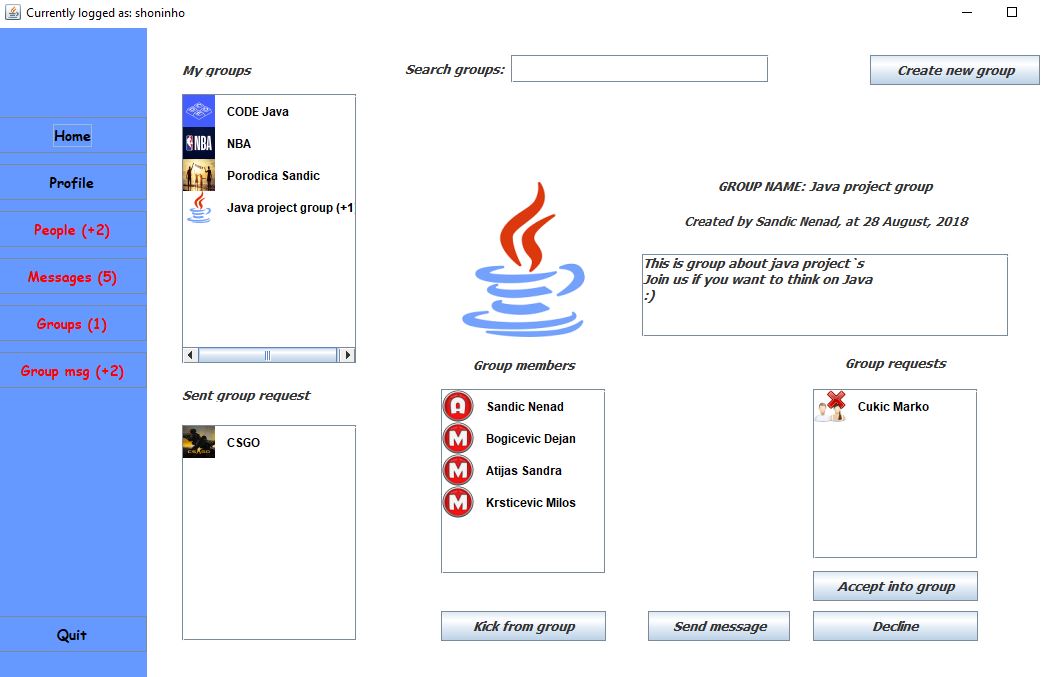 Currently logged as: shoninho
Home
Profile
People (+2)
Messages (5)
Groups (1)
Group msg (+2)
Quit
My groups
CODE Java
NBA
NBA
Porodica Sandic
Java project group (+1
Sent group request
CS:GO
CSGO
Search groups:
Create new group
GROUP NAME: Java project group
Created by Sandic Nenad, at 28 August, 2018
This is group about java project`s
Join us if you want to think on Java
:)
Group members
A Sandic Nenad
M Bogicevic Dejan
M Atijas Sandra
M Krsticevic Milos
Kick from group
Send message
Group requests
Cukic Marko
Accept into group
Decline